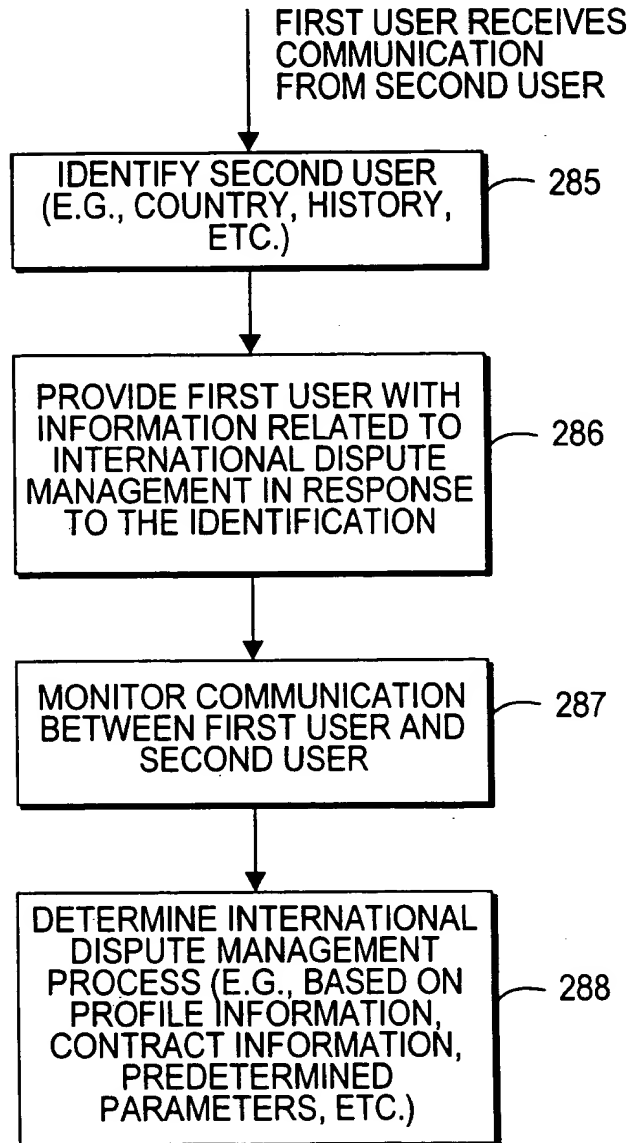 FIRST USER RECEIVES
COMMUNICATION
FROM SECOND USER
IDENTIFY SECOND USER
(E.G., COUNTRY, HISTORY,
ETC.)
285
PROVIDE FIRST USER WITH
INFORMATION RELATED TO
INTERNATIONAL DISPUTE
MANAGEMENT IN RESPONSE
TO THE IDENTIFICATION
286
MONITOR COMMUNICATION
BETWEEN FIRST USER AND
SECOND USER
287
DETERMINE INTERNATIONAL
DISPUTE MANAGEMENT
PROCESS (E.G., BASED ON
PROFILE INFORMATION,
CONTRACT INFORMATION,
PREDETERMINED
PARAMETERS, ETC.)
288